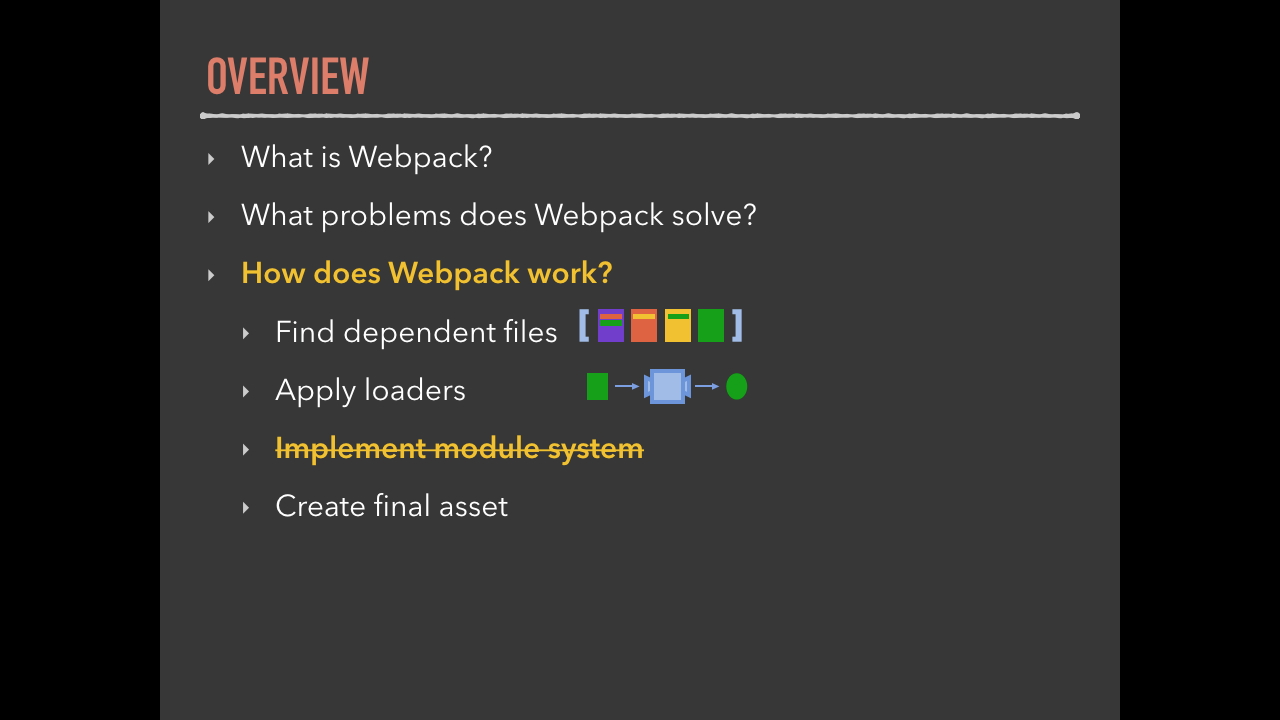 OVERVIEW
What is Webpack?
What problems does Webpack solve?
How does Webpack work?
Find dependent files
Apply loaders
Implement module system
Create final asset